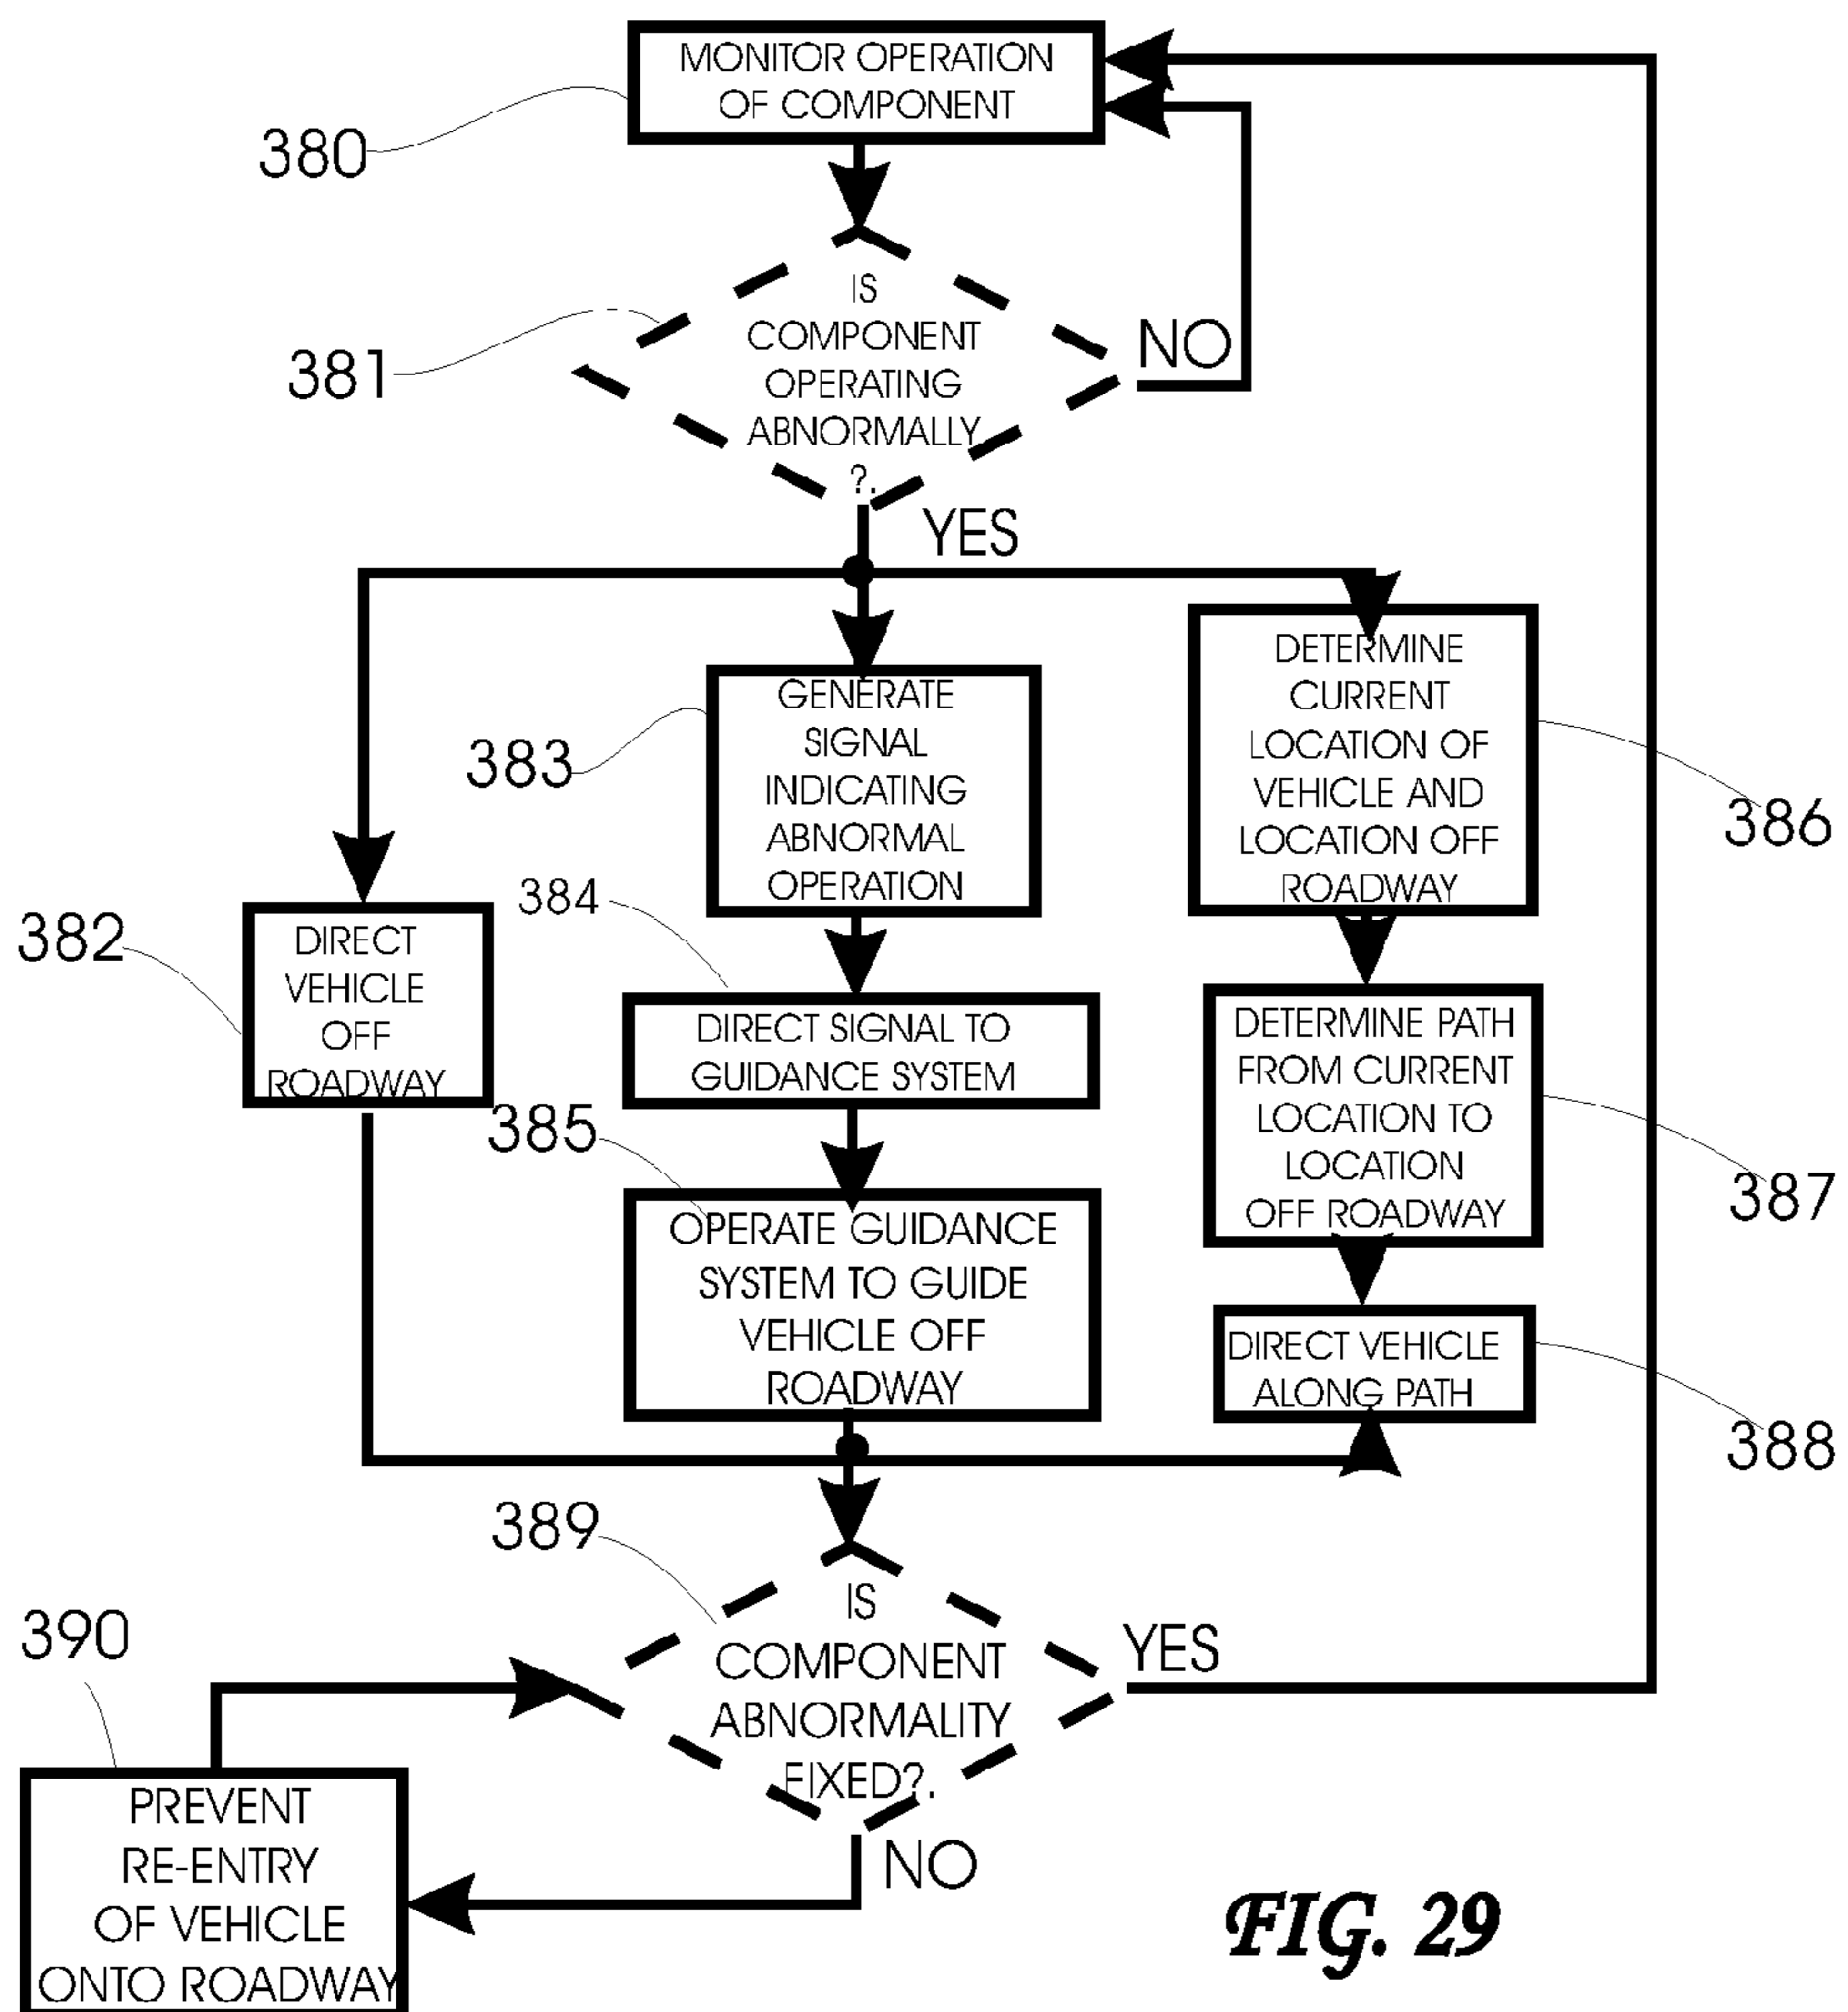 MONITOR OPERATION
OF COMPONENT
380
IS
COMPONENT
OPERATING
ABNORMALLY
?.
381
NO
YES
DETERMINE
CURRENT
LOCATION OF
VEHICLE AND
LOCATION OFF
ROADWAY
386
GENERATE
SIGNAL
INDICATING
ABNORMAL
OPERATION
383
384
382
DIRECT
VEHICLE
OFF
ROADWAY
DIRECT SIGNAL TO
GUIDANCE SYSTEM
DETERMINE PATH
FROM CURRENT
LOCATION TO
LOCATION
OFF ROADWAY
387
385
OPERATE GUIDANCE
SYSTEM TO GUIDE
VEHICLE OFF
ROADWAY
DIRECT VEHICLE
ALONG PATH
388
389
IS
COMPONENT
ABNORMALITY
FIXED?.
YES
NO
390
PREVENT
RE-ENTRY
OF VEHICLE
ONTO ROADWAY
FIG. 29